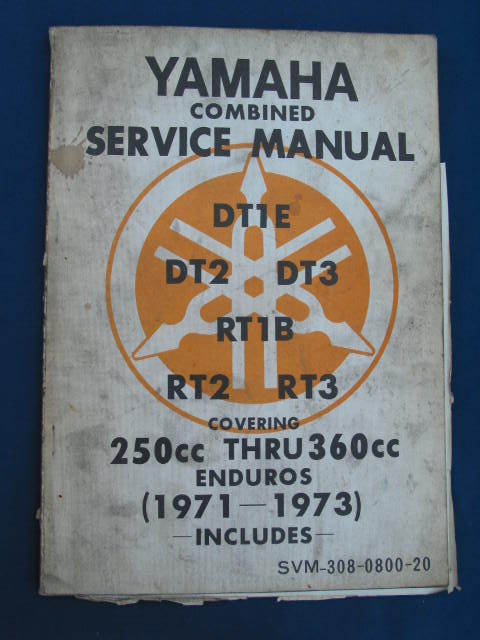 YAMAHA
COMBINED
SERVICE MANUAL
DT1E
DT2 DT3
RT1B
RT2 RT3
COVERING
250cc THRU 360cc
ENDUROS
(1971-1973)
-INCLUDES-
SVM-308-0800-20